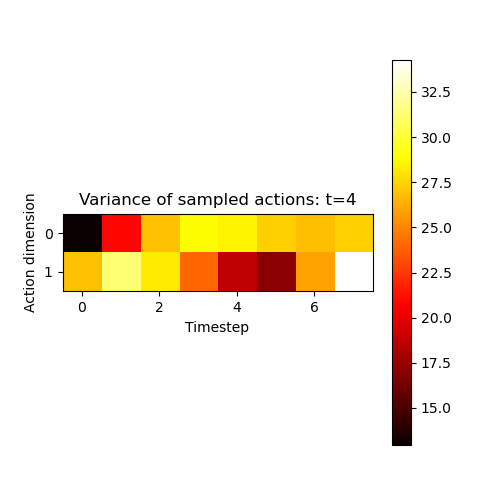 Variance of sampled actions: t=4
Action dimension
0
1
0 2 4 6
Timestep
32.5
30.0
27.5
25.0
22.5
20.0
17.5
15.0